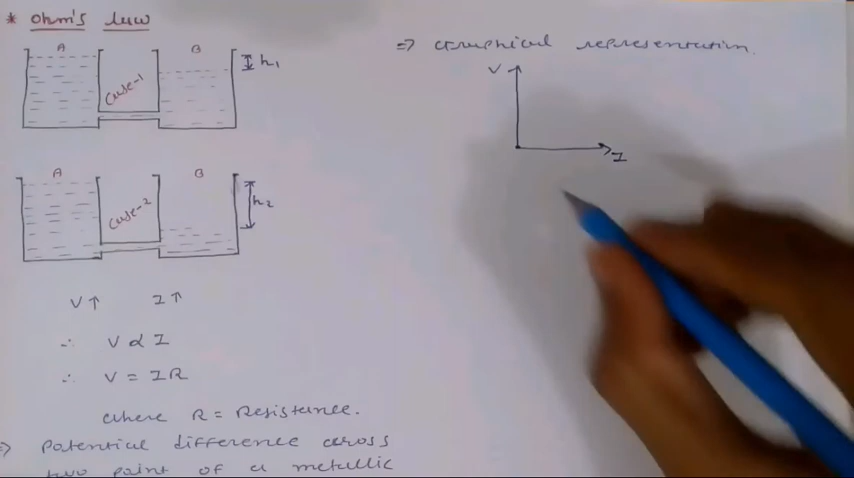 * Ohm's law
A B
Case-1
h₁
A B
Case-2
h₂
V↑ I↑
∴ V α I
∴ V = IR
where R = Resistance.
⇒ Potential difference across
two point of a metallic
⇒ Graphical representation.
V
I